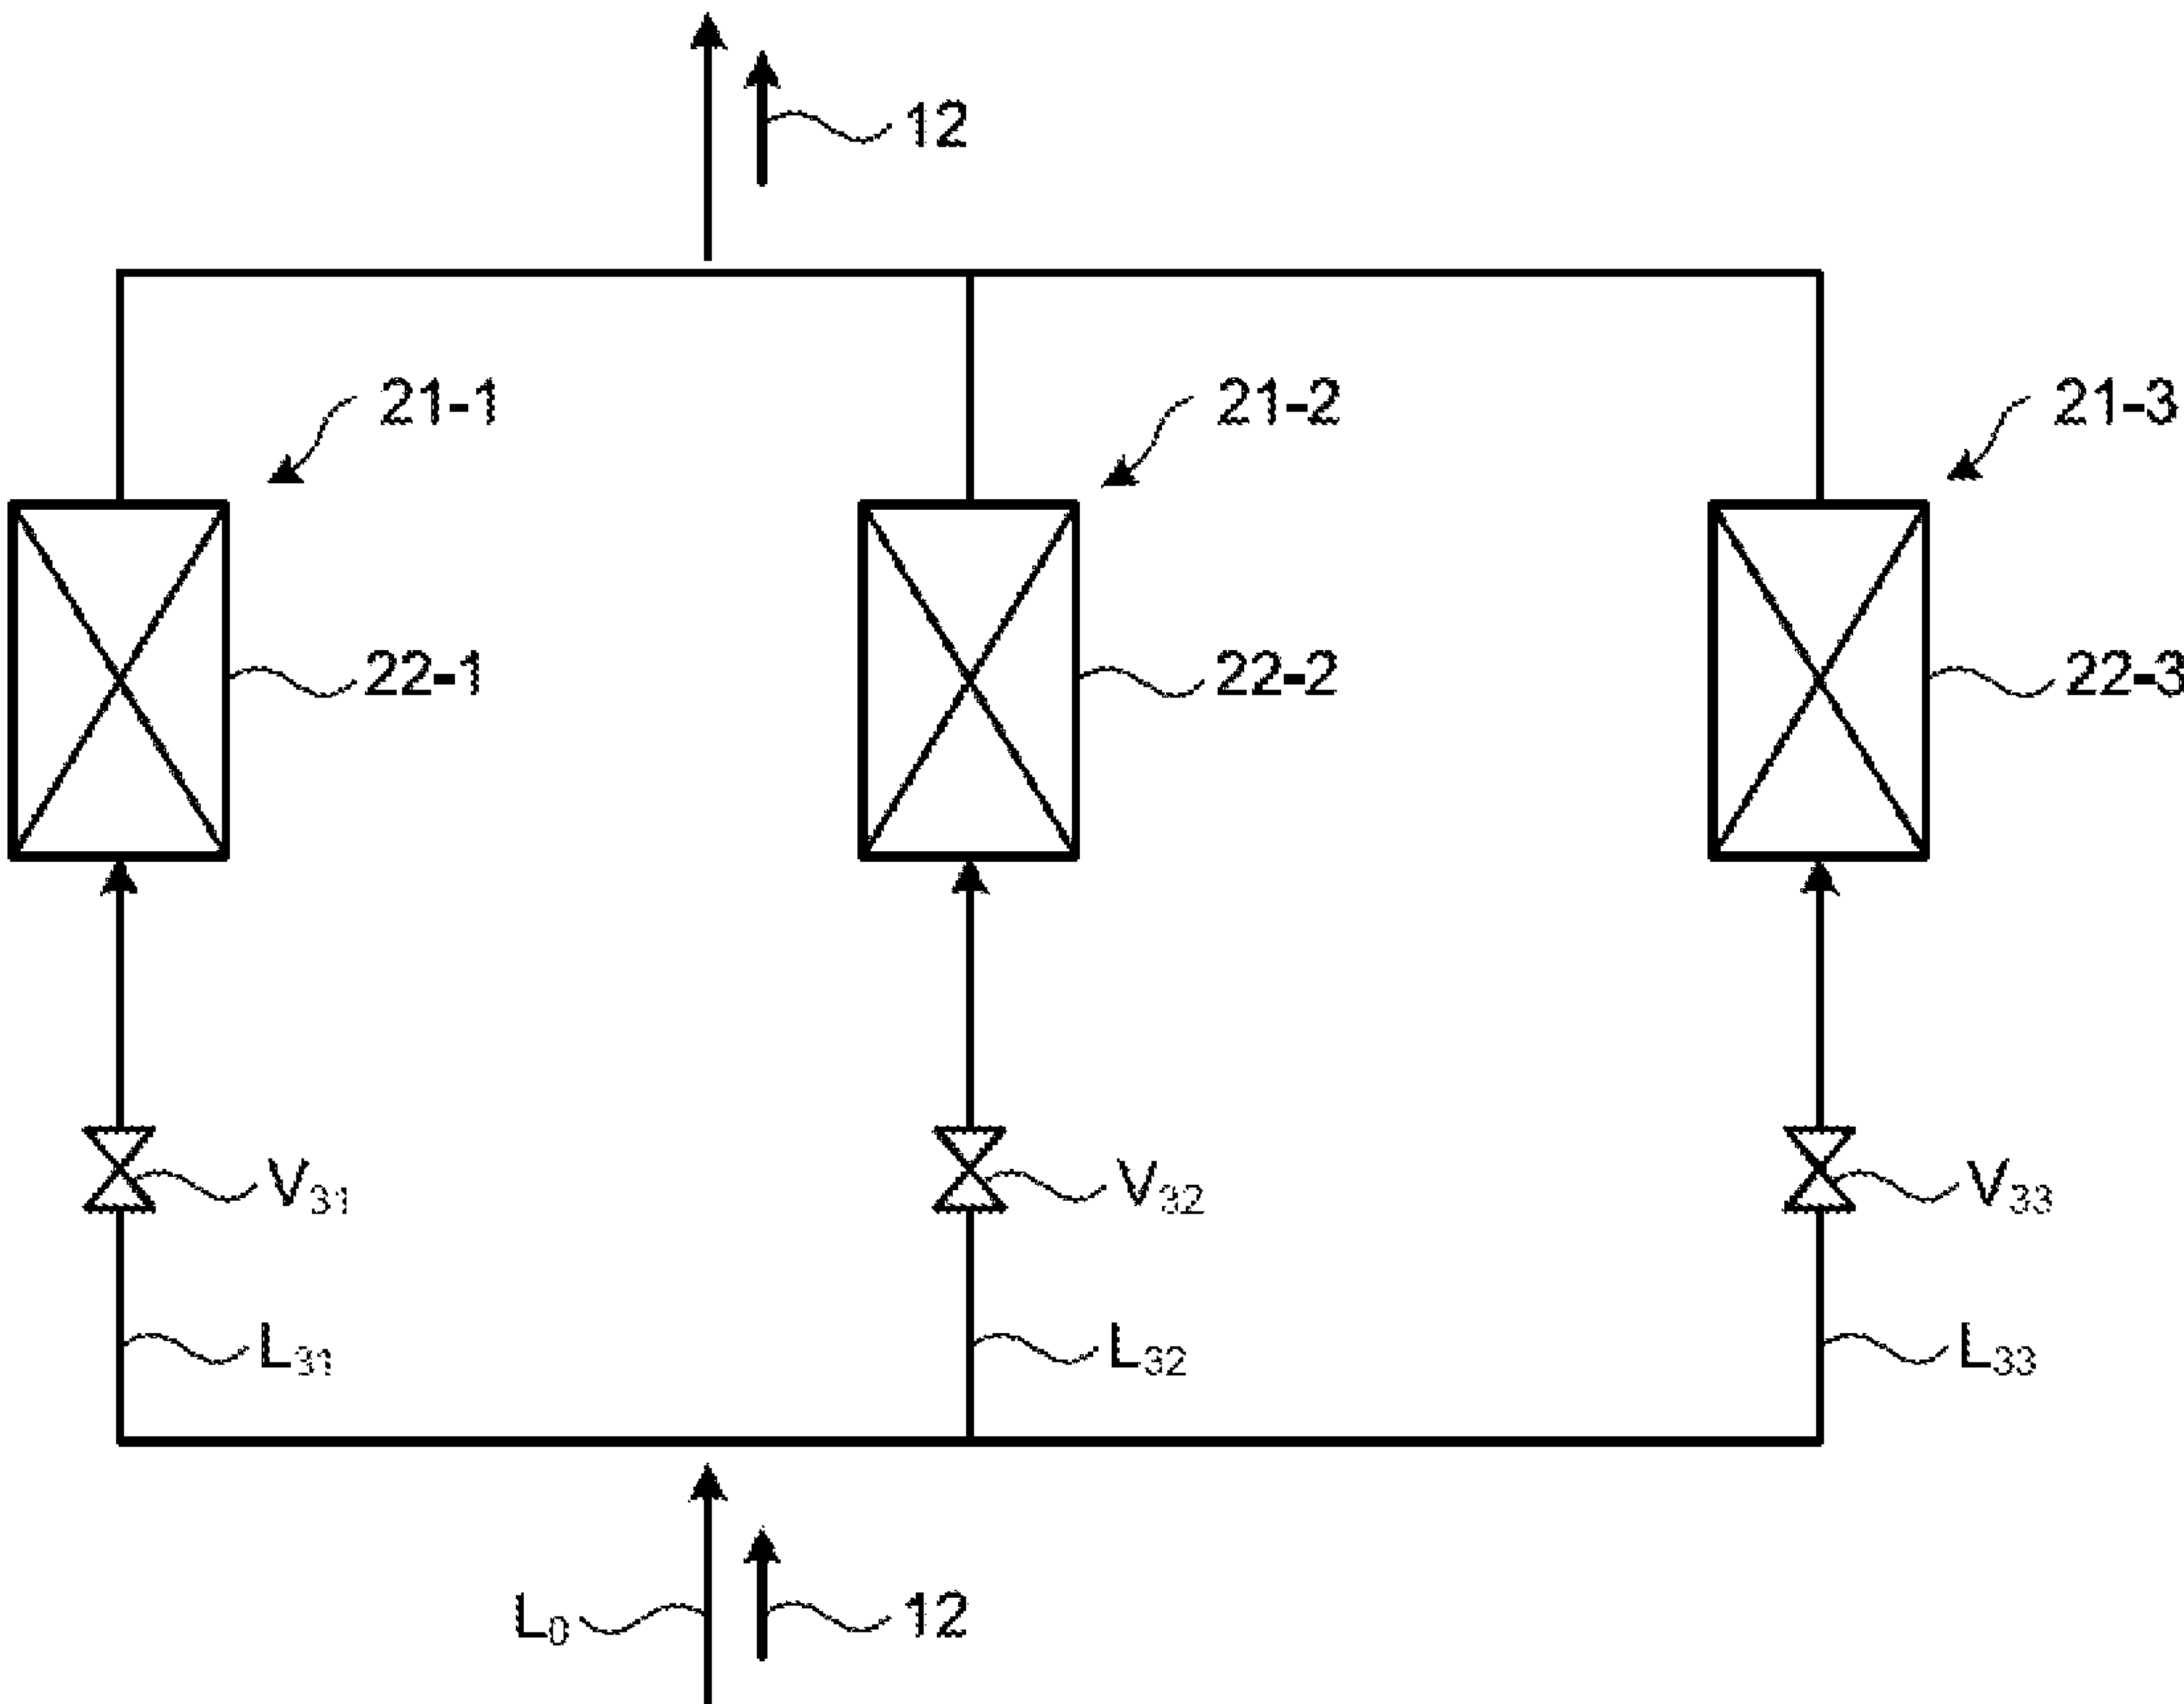 12
21-1 21-2 21-3
22-1 22-2 22-3
V₃₁ V₃₂ V₃₃
L₃₁ L₃₂ L₃₃
L₀ 12